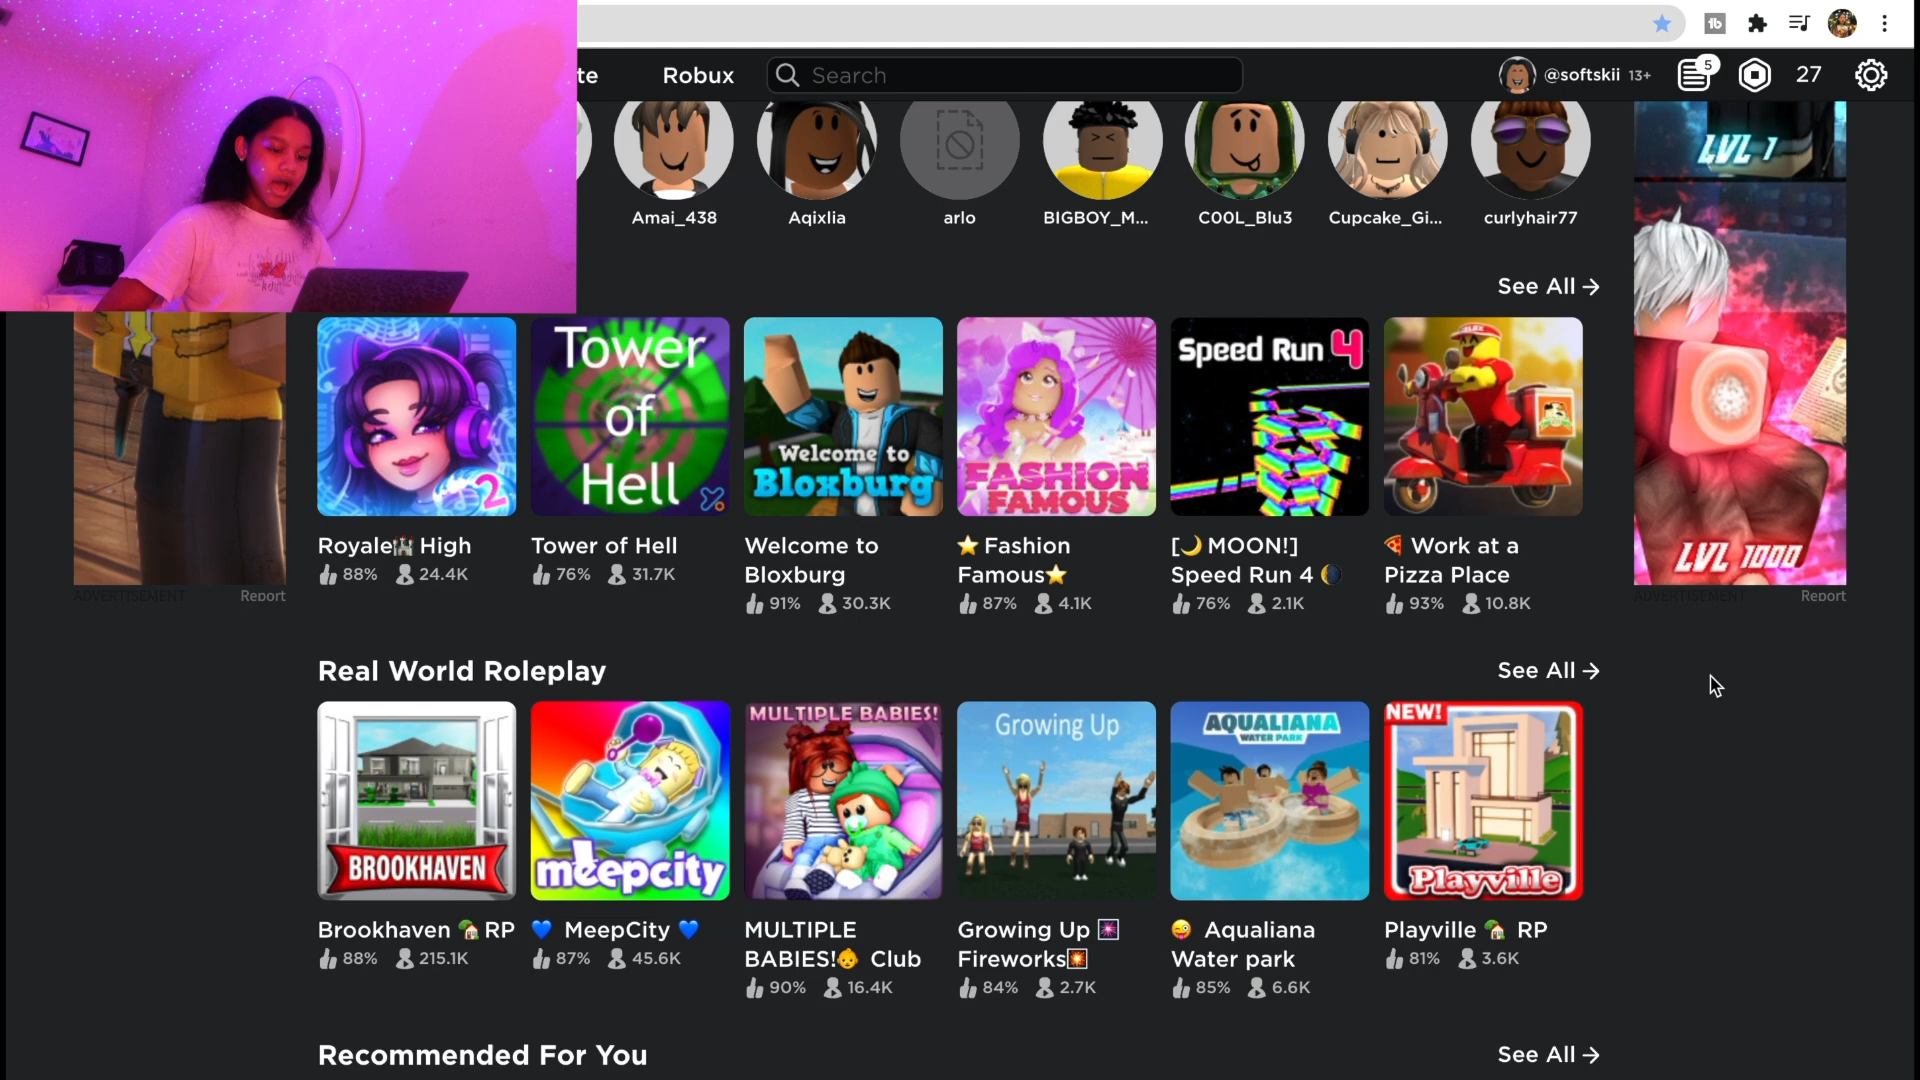 te
Robux
Search
@softskii 13+
5
27
Amai_438
Aqixlia
arlo
BIGBOY_M...
C00L_Blu3
Cupcake_Gi...
curlyhair77
LVL 1
See All →
Tower
of
Hell
Welcome to
Bloxburg
FASHION
FAMOUS
Speed Run 4
2
LVL 1000
Royale🏰 High
88% 24.4K
Tower of Hell
76% 31.7K
Welcome to
Bloxburg
91% 30.3K
⭐ Fashion
Famous⭐
87% 4.1K
[🌙 MOON!]
Speed Run 4 🌘
76% 2.1K
🍕 Work at a
Pizza Place
93% 10.8K
ADVERTISEMENT
Report
ADVERTISEMENT
Report
Real World Roleplay
See All →
BROOKHAVEN
meepcity
MULTIPLE BABIES!
Growing Up
AQUALIANA
WATER PARK
NEW!
Playville
Brookhaven 🏡 RP
88% 215.1K
💙 MeepCity 💙
87% 45.6K
MULTIPLE
BABIES!👶 Club
90% 16.4K
Growing Up 🎆
Fireworks💥
84% 2.7K
😜 Aqualiana
Water park
85% 6.6K
Playville 🏡 RP
81% 3.6K
Recommended For You
See All →